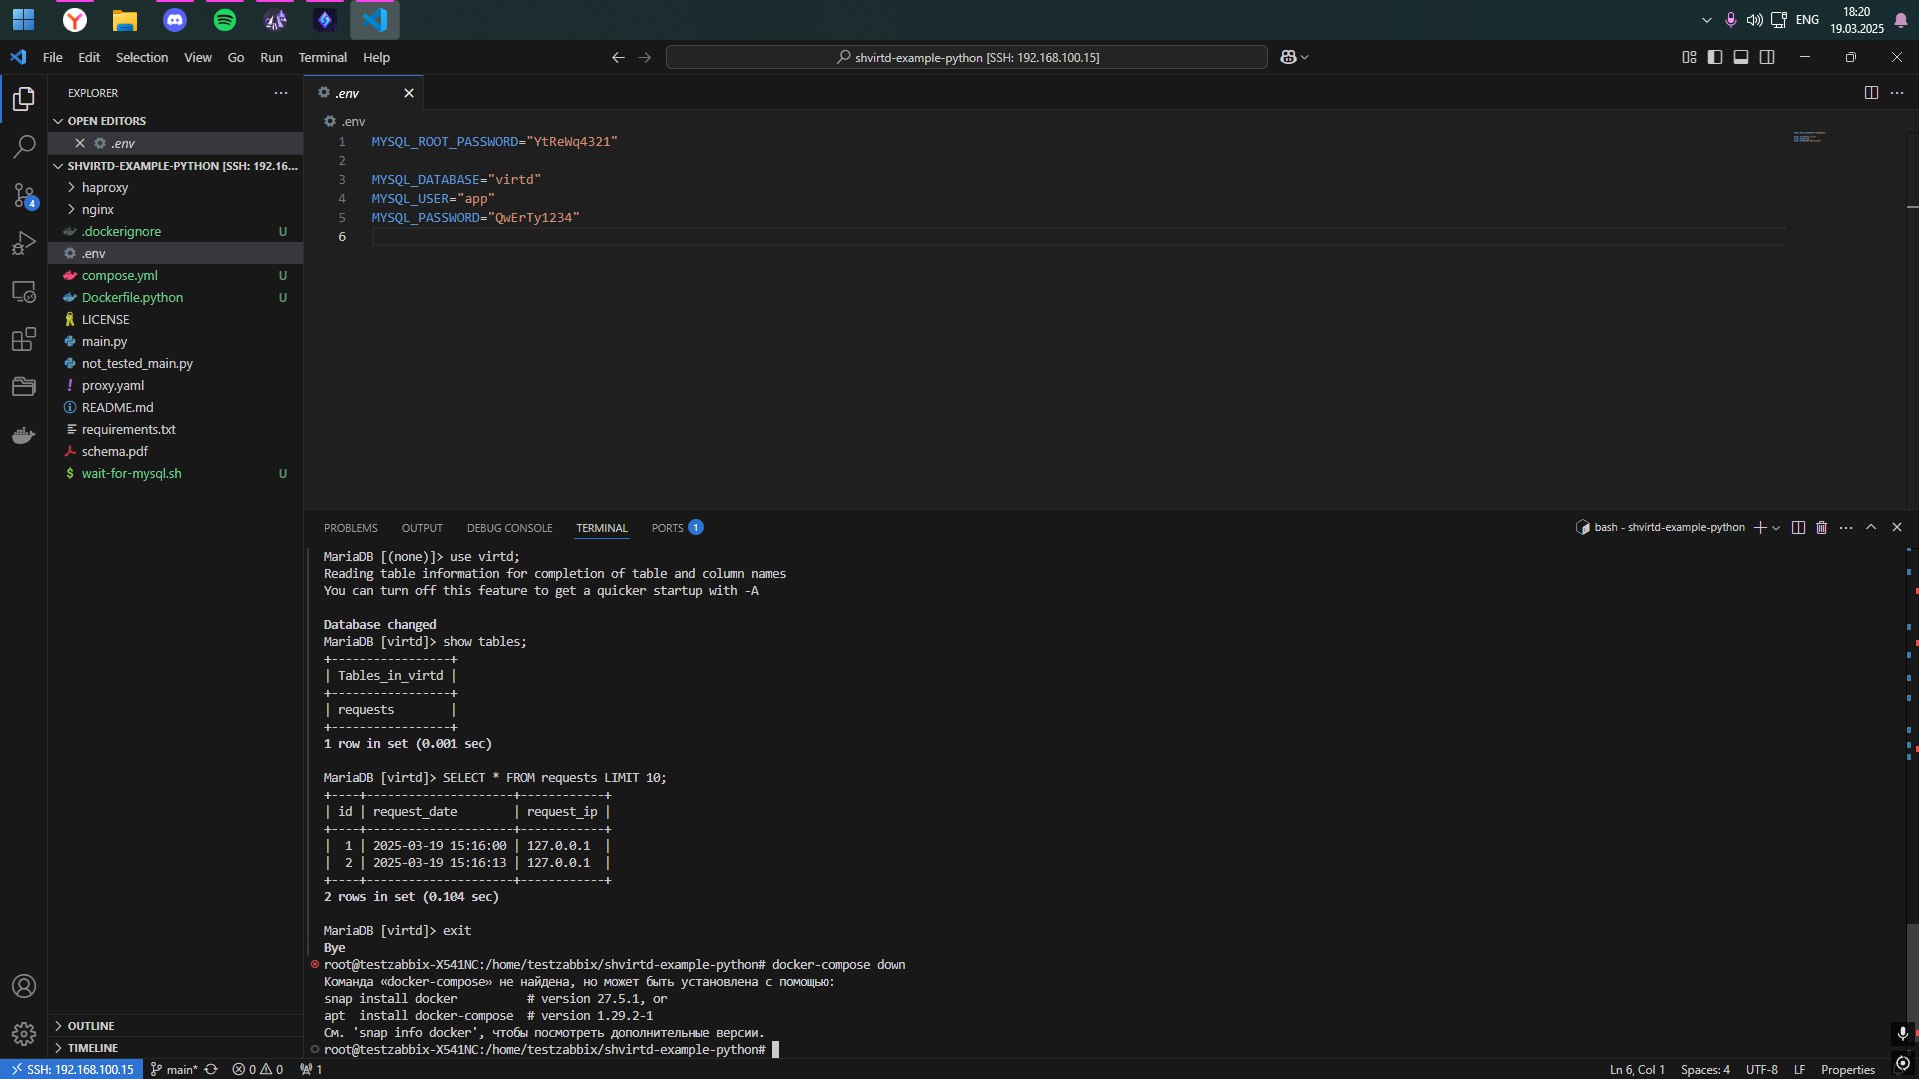 ENG
18:20
19.03.2025
File Edit Selection View Go Run Terminal Help
shvirtd-example-python [SSH: 192.168.100.15]
EXPLORER
OPEN EDITORS
.env
SHVIRTD-EXAMPLE-PYTHON [SSH: 192.16...
haproxy
nginx
.dockerignore U
.env
compose.yml U
Dockerfile.python U
LICENSE
main.py
not_tested_main.py
proxy.yaml
README.md
requirements.txt
schema.pdf
wait-for-mysql.sh U
OUTLINE
TIMELINE
4
.env
.env
1 MYSQL_ROOT_PASSWORD="YtReWq4321"
2
3 MYSQL_DATABASE="virtd"
4 MYSQL_USER="app"
5 MYSQL_PASSWORD="QwErTy1234"
6
PROBLEMS OUTPUT DEBUG CONSOLE TERMINAL PORTS 1
bash - shvirtd-example-python
MariaDB [(none)]> use virtd;
Reading table information for completion of table and column names
You can turn off this feature to get a quicker startup with -A
Database changed
MariaDB [virtd]> show tables;
+-----------------+
| Tables_in_virtd |
+-----------------+
| requests        |
+-----------------+
1 row in set (0.001 sec)
MariaDB [virtd]> SELECT * FROM requests LIMIT 10;
+----+---------------------+------------+
| id | request_date        | request_ip |
+----+---------------------+------------+
|  1 | 2025-03-19 15:16:00 | 127.0.0.1  |
|  2 | 2025-03-19 15:16:13 | 127.0.0.1  |
+----+---------------------+------------+
2 rows in set (0.104 sec)
MariaDB [virtd]> exit
Bye
root@testzabbix-X541NC:/home/testzabbix/shvirtd-example-python# docker-compose down
Команда «docker-compose» не найдена, но может быть установлена с помощью:
snap install docker          # version 27.5.1, or
apt  install docker-compose  # version 1.29.2-1
См. 'snap info docker', чтобы посмотреть дополнительные версии.
root@testzabbix-X541NC:/home/testzabbix/shvirtd-example-python#
SSH: 192.168.100.15 main* 0 0 1
Ln 6, Col 1 Spaces: 4 UTF-8 LF Properties